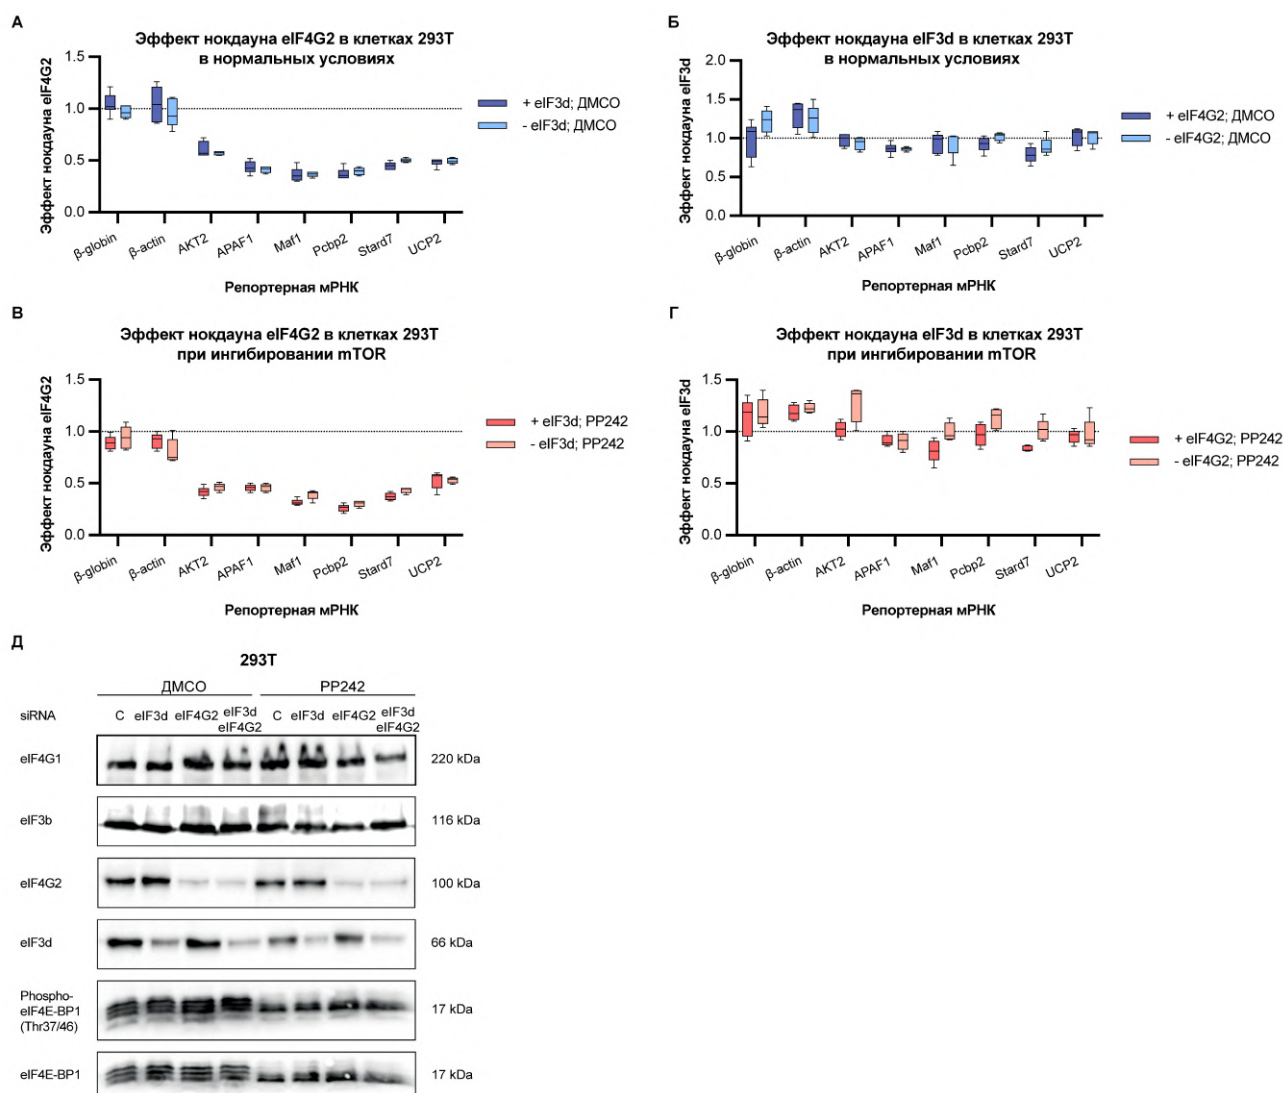 А
Эффект нокдауна eIF4G2 в клетках 293T
в нормальных условиях
Эффект нокдауна eIF4G2
1.5
1.0
0.5
0.0
+ eIF3d; ДМСО
- eIF3d; ДМСО
β-globin
β-actin
AKT2
APAF1
Maf1
Pcbp2
Stard7
UCP2
Репортерная мРНК
Б
Эффект нокдауна eIF3d в клетках 293T
в нормальных условиях
Эффект нокдауна eIF3d
2.0
1.5
1.0
0.5
0.0
+ eIF4G2; ДМСО
- eIF4G2; ДМСО
β-globin
β-actin
AKT2
APAF1
Maf1
Pcbp2
Stard7
UCP2
Репортерная мРНК
В
Эффект нокдауна eIF4G2 в клетках 293T
при ингибировании mTOR
Эффект нокдауна eIF4G2
1.5
1.0
0.5
0.0
+ eIF3d; PP242
- eIF3d; PP242
β-globin
β-actin
AKT2
APAF1
Maf1
Pcbp2
Stard7
UCP2
Репортерная мРНК
Г
Эффект нокдауна eIF3d в клетках 293T
при ингибировании mTOR
Эффект нокдауна eIF3d
1.5
1.0
0.5
0.0
+ eIF4G2; PP242
- eIF4G2; PP242
β-globin
β-actin
AKT2
APAF1
Maf1
Pcbp2
Stard7
UCP2
Репортерная мРНК
Д
293T
ДМСО PP242
siRNA C eIF3d eIF4G2 eIF3d eIF4G2 C eIF3d eIF4G2 eIF3d eIF4G2
eIF4G1 220 kDa
eIF3b 116 kDa
eIF4G2 100 kDa
eIF3d 66 kDa
Phospho-
eIF4E-BP1 17 kDa
(Thr37/46)
eIF4E-BP1 17 kDa